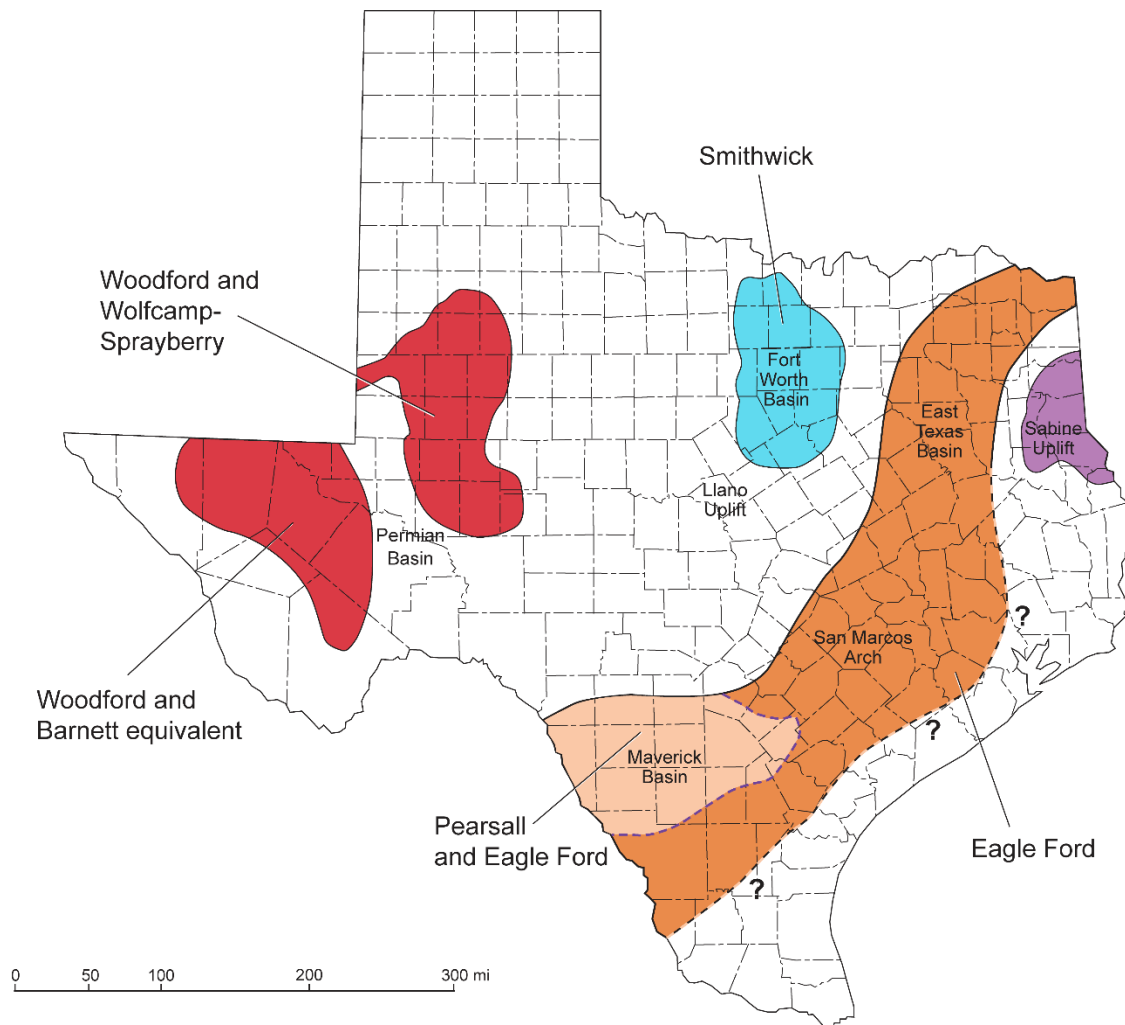 Smithwick
Woodford and
Wolfcamp-
Sprayberry
Fort
Worth
Basin
East
Texas
Basin
Sabine
Uplift
Llano
Uplift
Permian
Basin
?
San Marcos
Arch
Woodford and
Barnett equivalent
?
Maverick
Basin
Pearsall
and Eagle Ford
Eagle Ford
?
0 50 100 200 300 mi